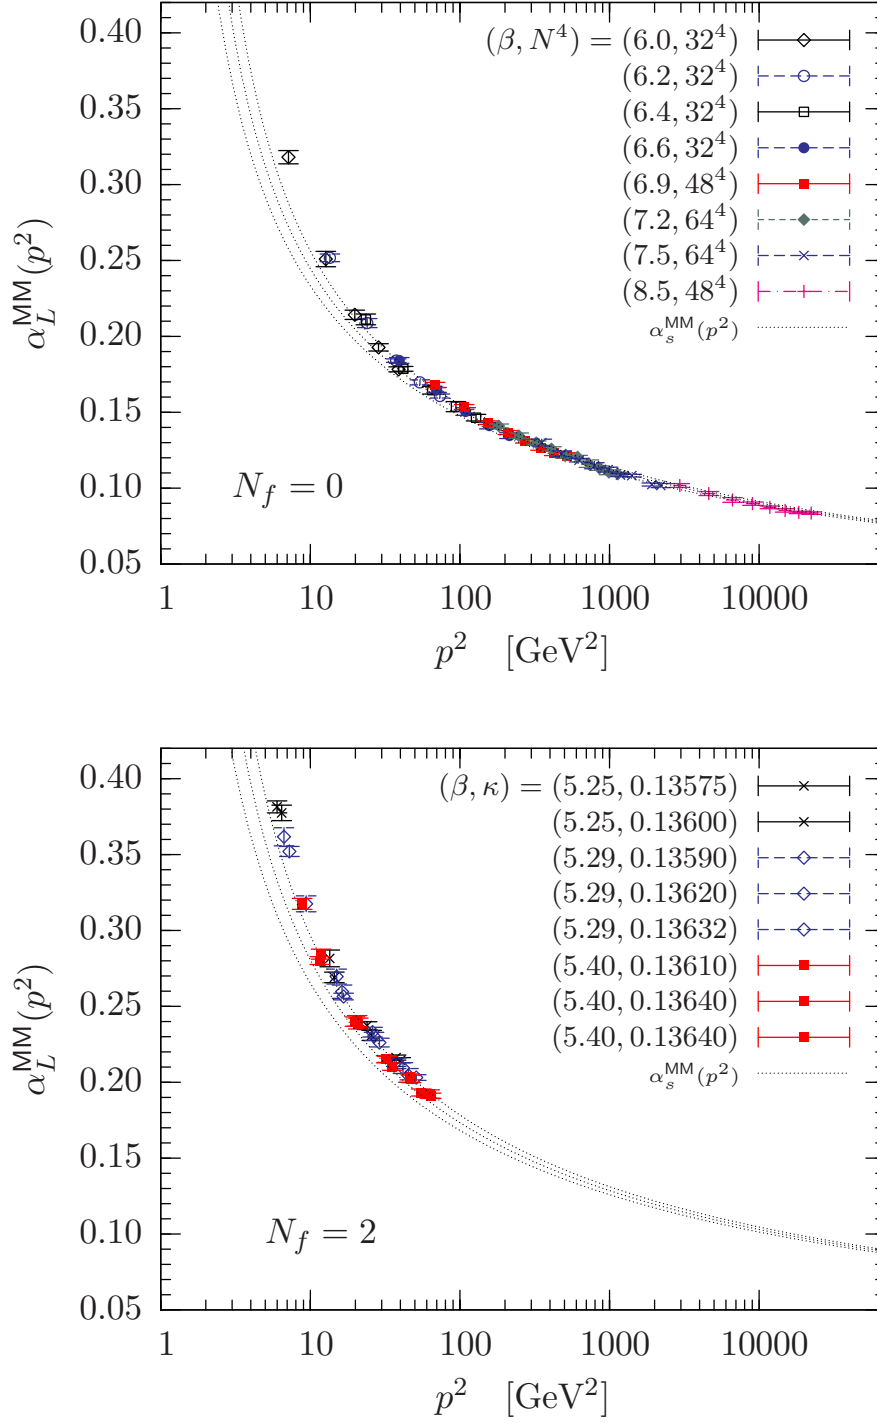 0.40
0.35
0.30
0.25
0.20
0.15
0.10
0.05
α_L^MM(p²)
(β, N⁴) = (6.0, 32⁴)
(6.2, 32⁴)
(6.4, 32⁴)
(6.6, 32⁴)
(6.9, 48⁴)
(7.2, 64⁴)
(7.5, 64⁴)
(8.5, 48⁴)
α_s^MM(p²)
N_f = 0
1 10 100 1000 10000
p² [GeV²]
0.40
0.35
0.30
0.25
0.20
0.15
0.10
0.05
α_L^MM(p²)
(β, κ) = (5.25, 0.13575)
(5.25, 0.13600)
(5.29, 0.13590)
(5.29, 0.13620)
(5.29, 0.13632)
(5.40, 0.13610)
(5.40, 0.13640)
(5.40, 0.13640)
α_s^MM(p²)
N_f = 2
1 10 100 1000 10000
p² [GeV²]